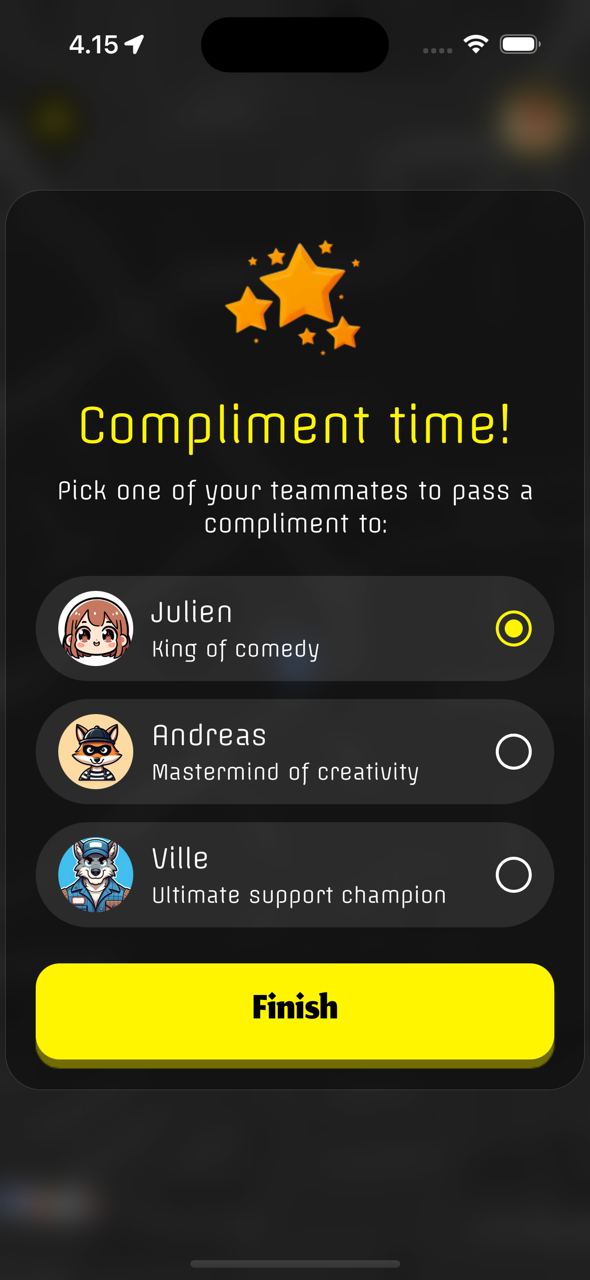 4.15
Compliment time!
Pick one of your teammates to pass a
compliment to:
Julien
King of comedy
Andreas
Mastermind of creativity
Ville
Ultimate support champion
Finish